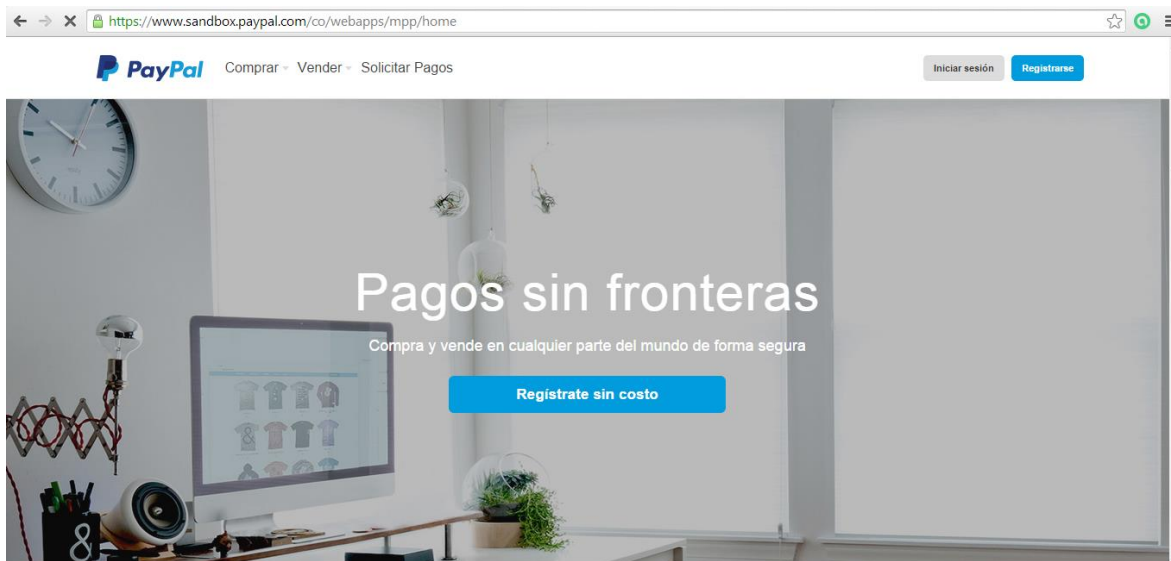 https://www.sandbox.paypal.com/co/webapps/mpp/home
PayPal Comprar Vender Solicitar Pagos Iniciar sesión Registrarse
Pagos sin fronteras
Compra y vende en cualquier parte del mundo de forma segura
Regístrate sin costo
&
&